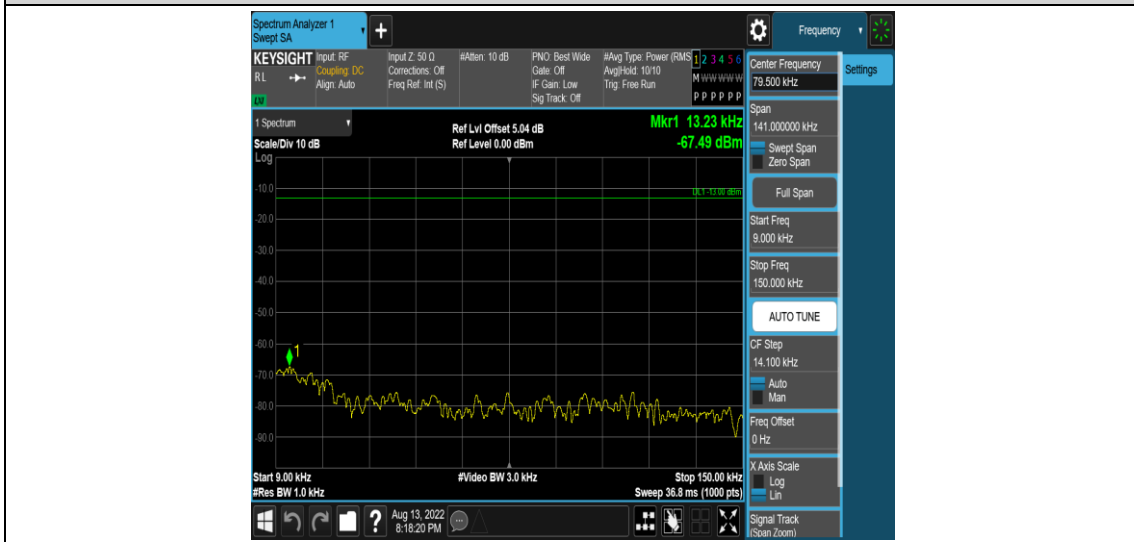 Spectrum Analyzer 1
Swept SA
+
Frequency
KEYSIGHT
RL
LXI
Input: RF
Coupling: DC
Align: Auto
Input Z: 50 Ω
Corrections: Off
Freq Ref: Int (S)
#Atten: 10 dB
PNO: Best Wide
Gate: Off
IF Gain: Low
Sig Track: Off
#Avg Type: Power (RMS
Avg|Hold: 10/10
Trig: Free Run
1 2 3 4 5 6
M W W W W W
P P P P P P
1 Spectrum
Scale/Div 10 dB
Log
Ref Lvl Offset 5.04 dB
Ref Level 0.00 dBm
Mkr1 13.23 kHz
-67.49 dBm
DL1 -13.00 dBm
-10.0
-20.0
-30.0
-40.0
-50.0
-60.0
1
-70.0
-80.0
-90.0
Start 9.00 kHz
#Res BW 1.0 kHz
#Video BW 3.0 kHz
Stop 150.00 kHz
Sweep 36.8 ms (1000 pts)
Center Frequency
79.500 kHz
Settings
Span
141.000000 kHz
Swept Span
Zero Span
Full Span
Start Freq
9.000 kHz
Stop Freq
150.000 kHz
AUTO TUNE
CF Step
14.100 kHz
Auto
Man
Freq Offset
0 Hz
X Axis Scale
Log
Lin
Signal Track
(Span Zoom)
?
Aug 13, 2022
8:18:20 PM